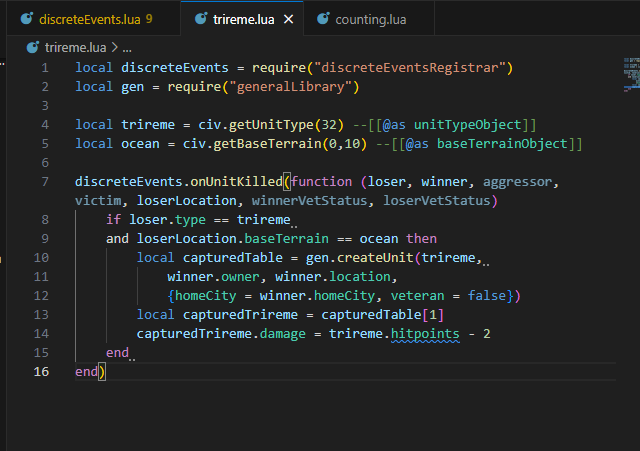 discreteEvents.lua 9 trireme.lua × counting.lua
trireme.lua > ...
1 local discreteEvents = require("discreteEventsRegistrar")
2 local gen = require("generalLibrary")
3
4 local trireme = civ.getUnitType(32) --[[@as unitTypeObject]]
5 local ocean = civ.getBaseTerrain(0,10) --[[@as baseTerrainObject]]
6
7 discreteEvents.onUnitKilled(function (loser, winner, aggressor,
victim, loserLocation, winnerVetStatus, loserVetStatus)
8 if loser.type == trireme
9 and loserLocation.baseTerrain == ocean then
10 local capturedTable = gen.createUnit(trireme,
11 winner.owner, winner.location,
12 {homeCity = winner.homeCity, veteran = false})
13 local capturedTrireme = capturedTable[1]
14 capturedTrireme.damage = trireme.hitpoints - 2
15 end
16 end)